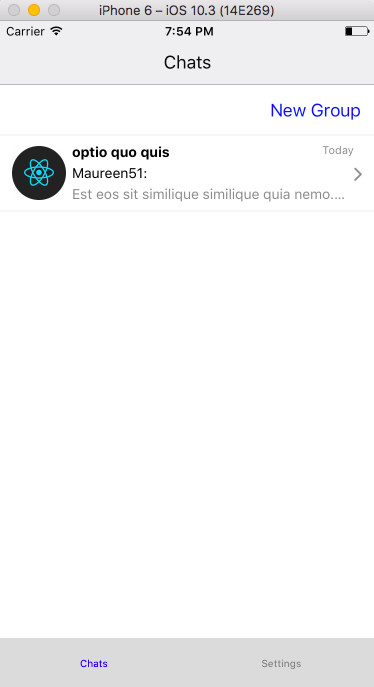 iPhone 6 – iOS 10.3 (14E269)
Carrier 7:54 PM
Chats
New Group
optio quo quis Today
Maureen51:
Est eos sit similique similique quia nemo....
Chats Settings